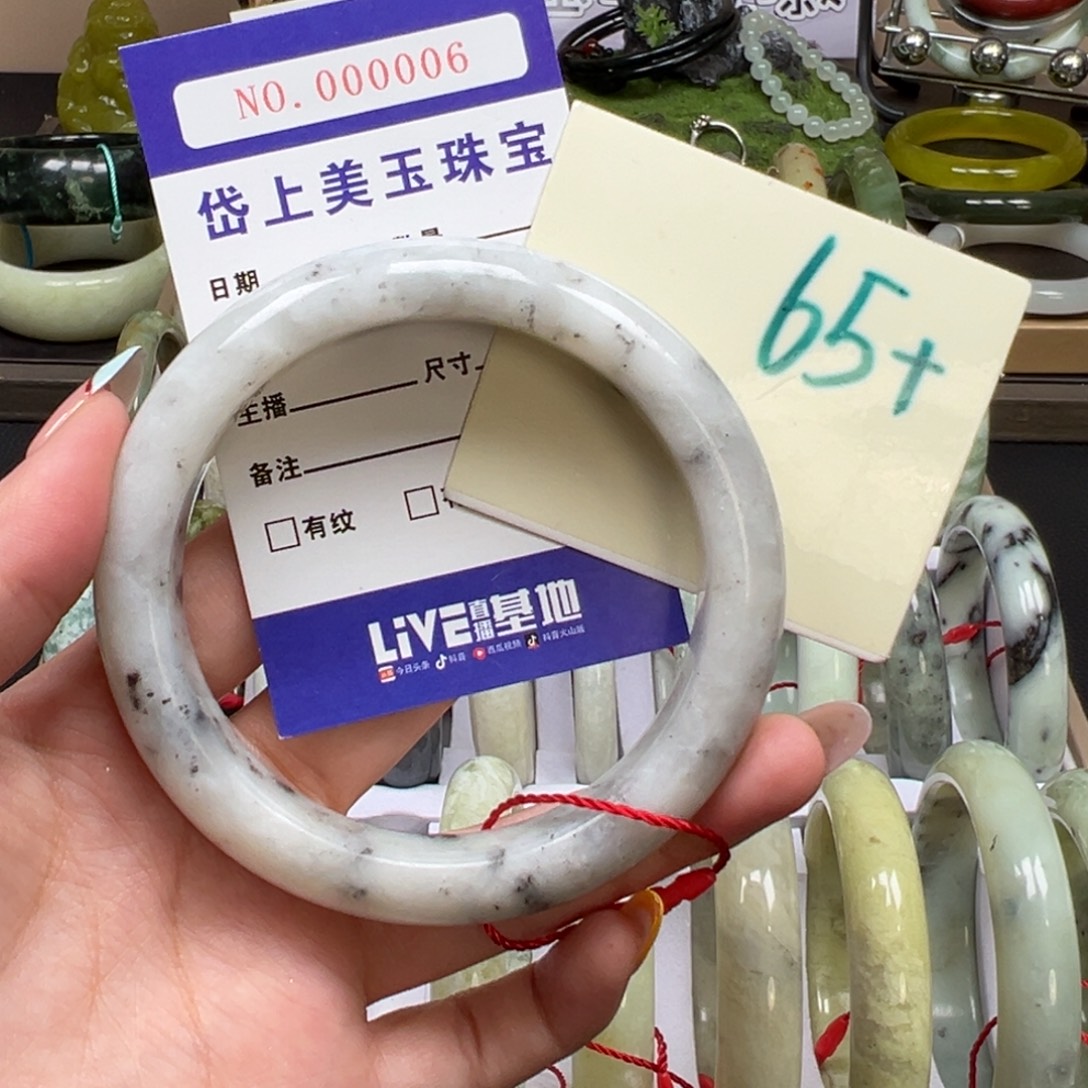 NO.000006
岱上美玉珠宝
65+
日期
数量
主播 尺寸
备注
有纹
LIVE直播基地
今日头条 抖音 西瓜视频 抖音火山版